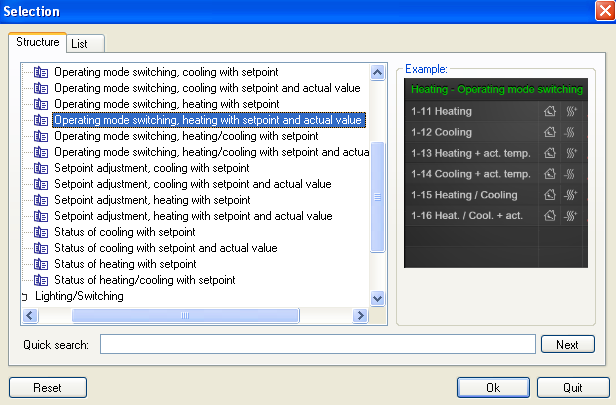 Selection
Structure
List
Operating mode switching, cooling with setpoint
Operating mode switching, cooling with setpoint and actual value
Operating mode switching, heating with setpoint
Operating mode switching, heating with setpoint and actual value
Operating mode switching, heating/cooling with setpoint
Operating mode switching, heating/cooling with setpoint and actua
Setpoint adjustment, cooling with setpoint
Setpoint adjustment, cooling with setpoint and actual value
Setpoint adjustment, heating with setpoint
Setpoint adjustment, heating with setpoint and actual value
Status of cooling with setpoint
Status of cooling with setpoint and actual value
Status of heating with setpoint
Status of heating/cooling with setpoint
Lighting/Switching
Example:
Heating - Operating mode switching
1-11 Heating
1-12 Cooling
1-13 Heating + act. temp.
1-14 Cooling + act. temp.
1-15 Heating / Cooling
1-16 Heat. / Cool. + act.
Quick search:
Next
Reset
Ok
Quit